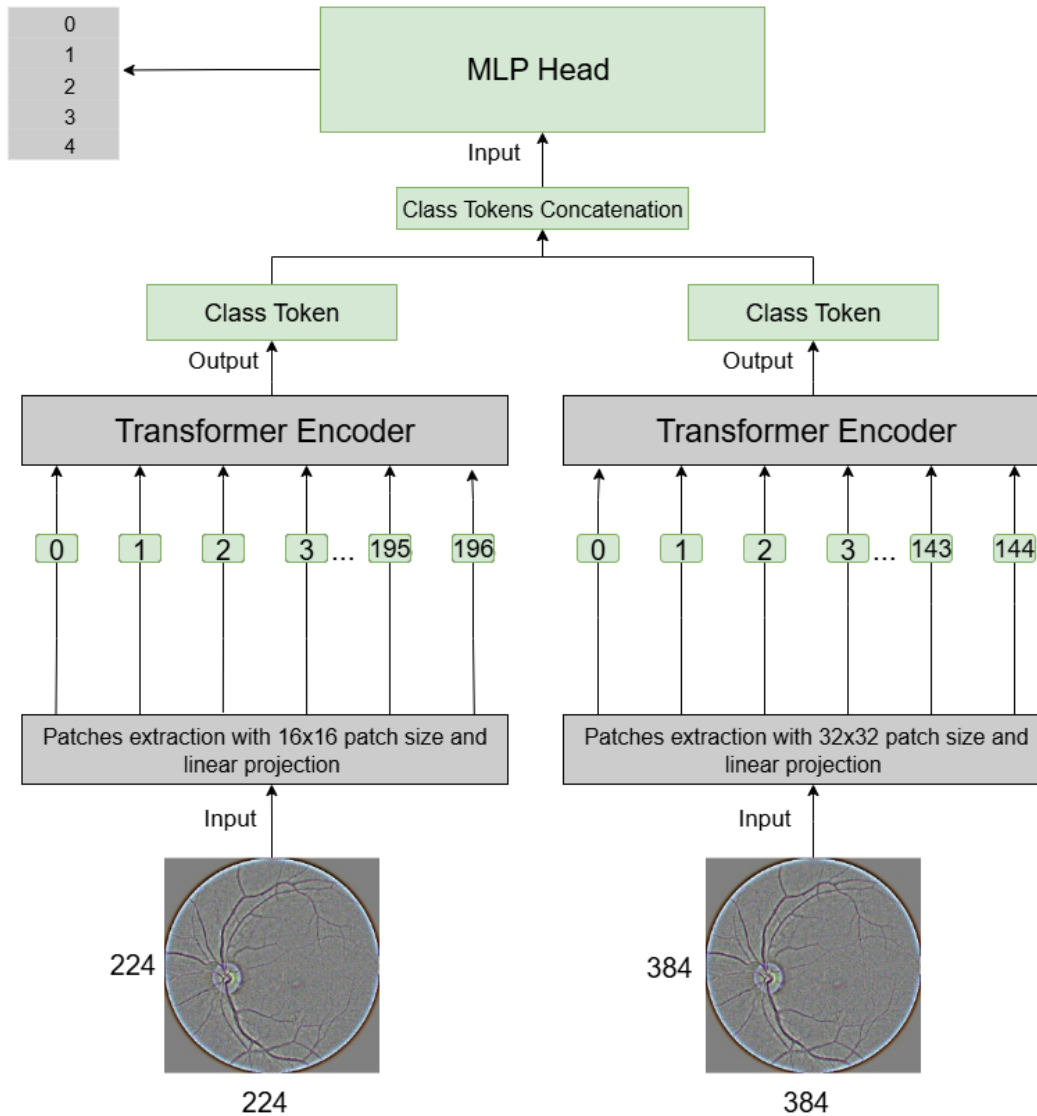 0
1
2
3
4
MLP Head
Input
Class Tokens Concatenation
Class Token
Class Token
Output
Output
Transformer Encoder
Transformer Encoder
0 1 2 3 ... 195 196
0 1 2 3 ... 143 144
Patches extraction with 16x16 patch size and
linear projection
Patches extraction with 32x32 patch size and
linear projection
Input
Input
224
384
224
384